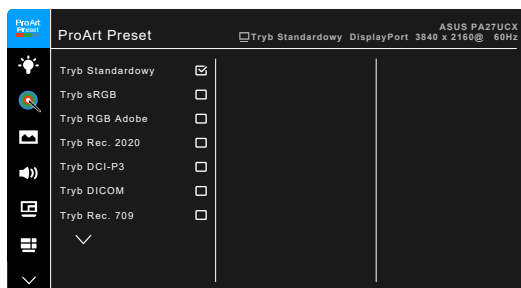 ProArt
Preset
ProArt Preset
ASUS PA27UCX
Tryb Standardowy DisplayPort 3840 x 2160@ 60Hz
Tryb Standardowy
Tryb sRGB
Tryb RGB Adobe
Tryb Rec. 2020
Tryb DCI-P3
Tryb DICOM
Tryb Rec. 709